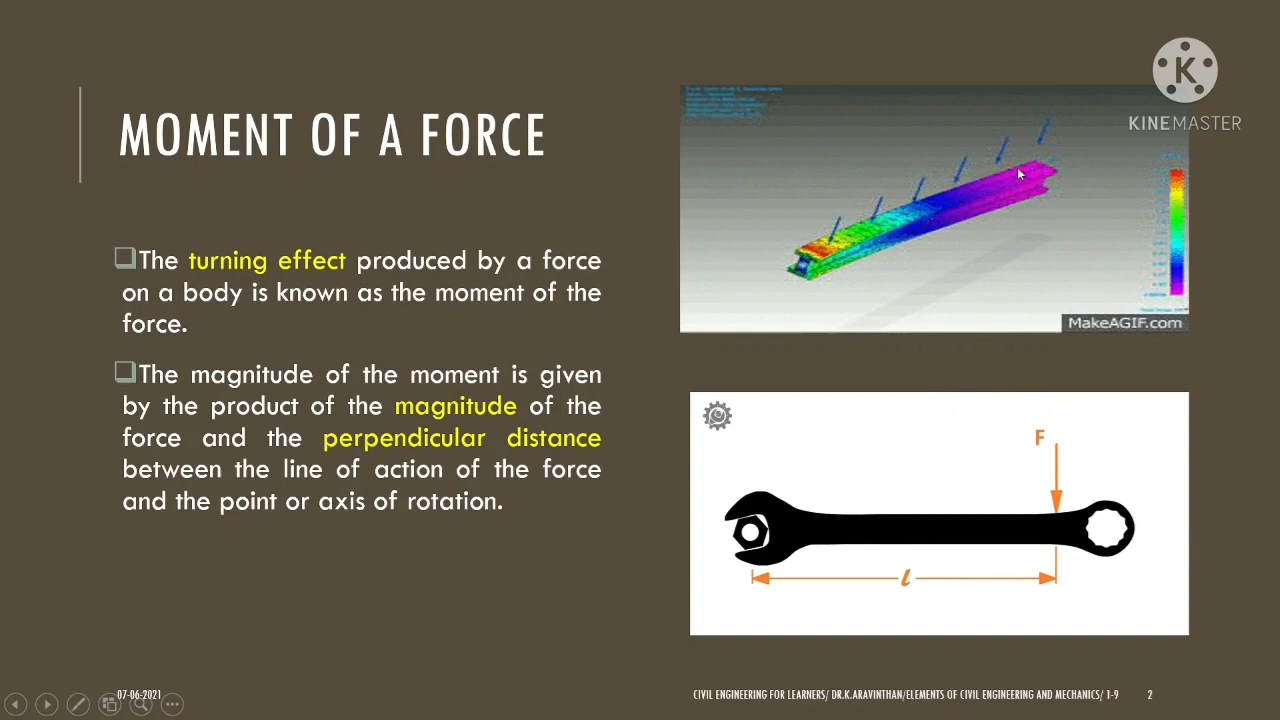 K
KINEMASTER
MOMENT OF A FORCE
The turning effect produced by a force
on a body is known as the moment of the
force.
The magnitude of the moment is given
by the product of the magnitude of the
force and the perpendicular distance
between the line of action of the force
and the point or axis of rotation.
MakeAGIF.com
F
l
07-06-2021
CIVIL ENGINEERING FOR LEARNERS/ DR.K.ARAVINTHAN/ELEMENTS OF CIVIL ENGINEERING AND MECHANICS/ 1-9
2